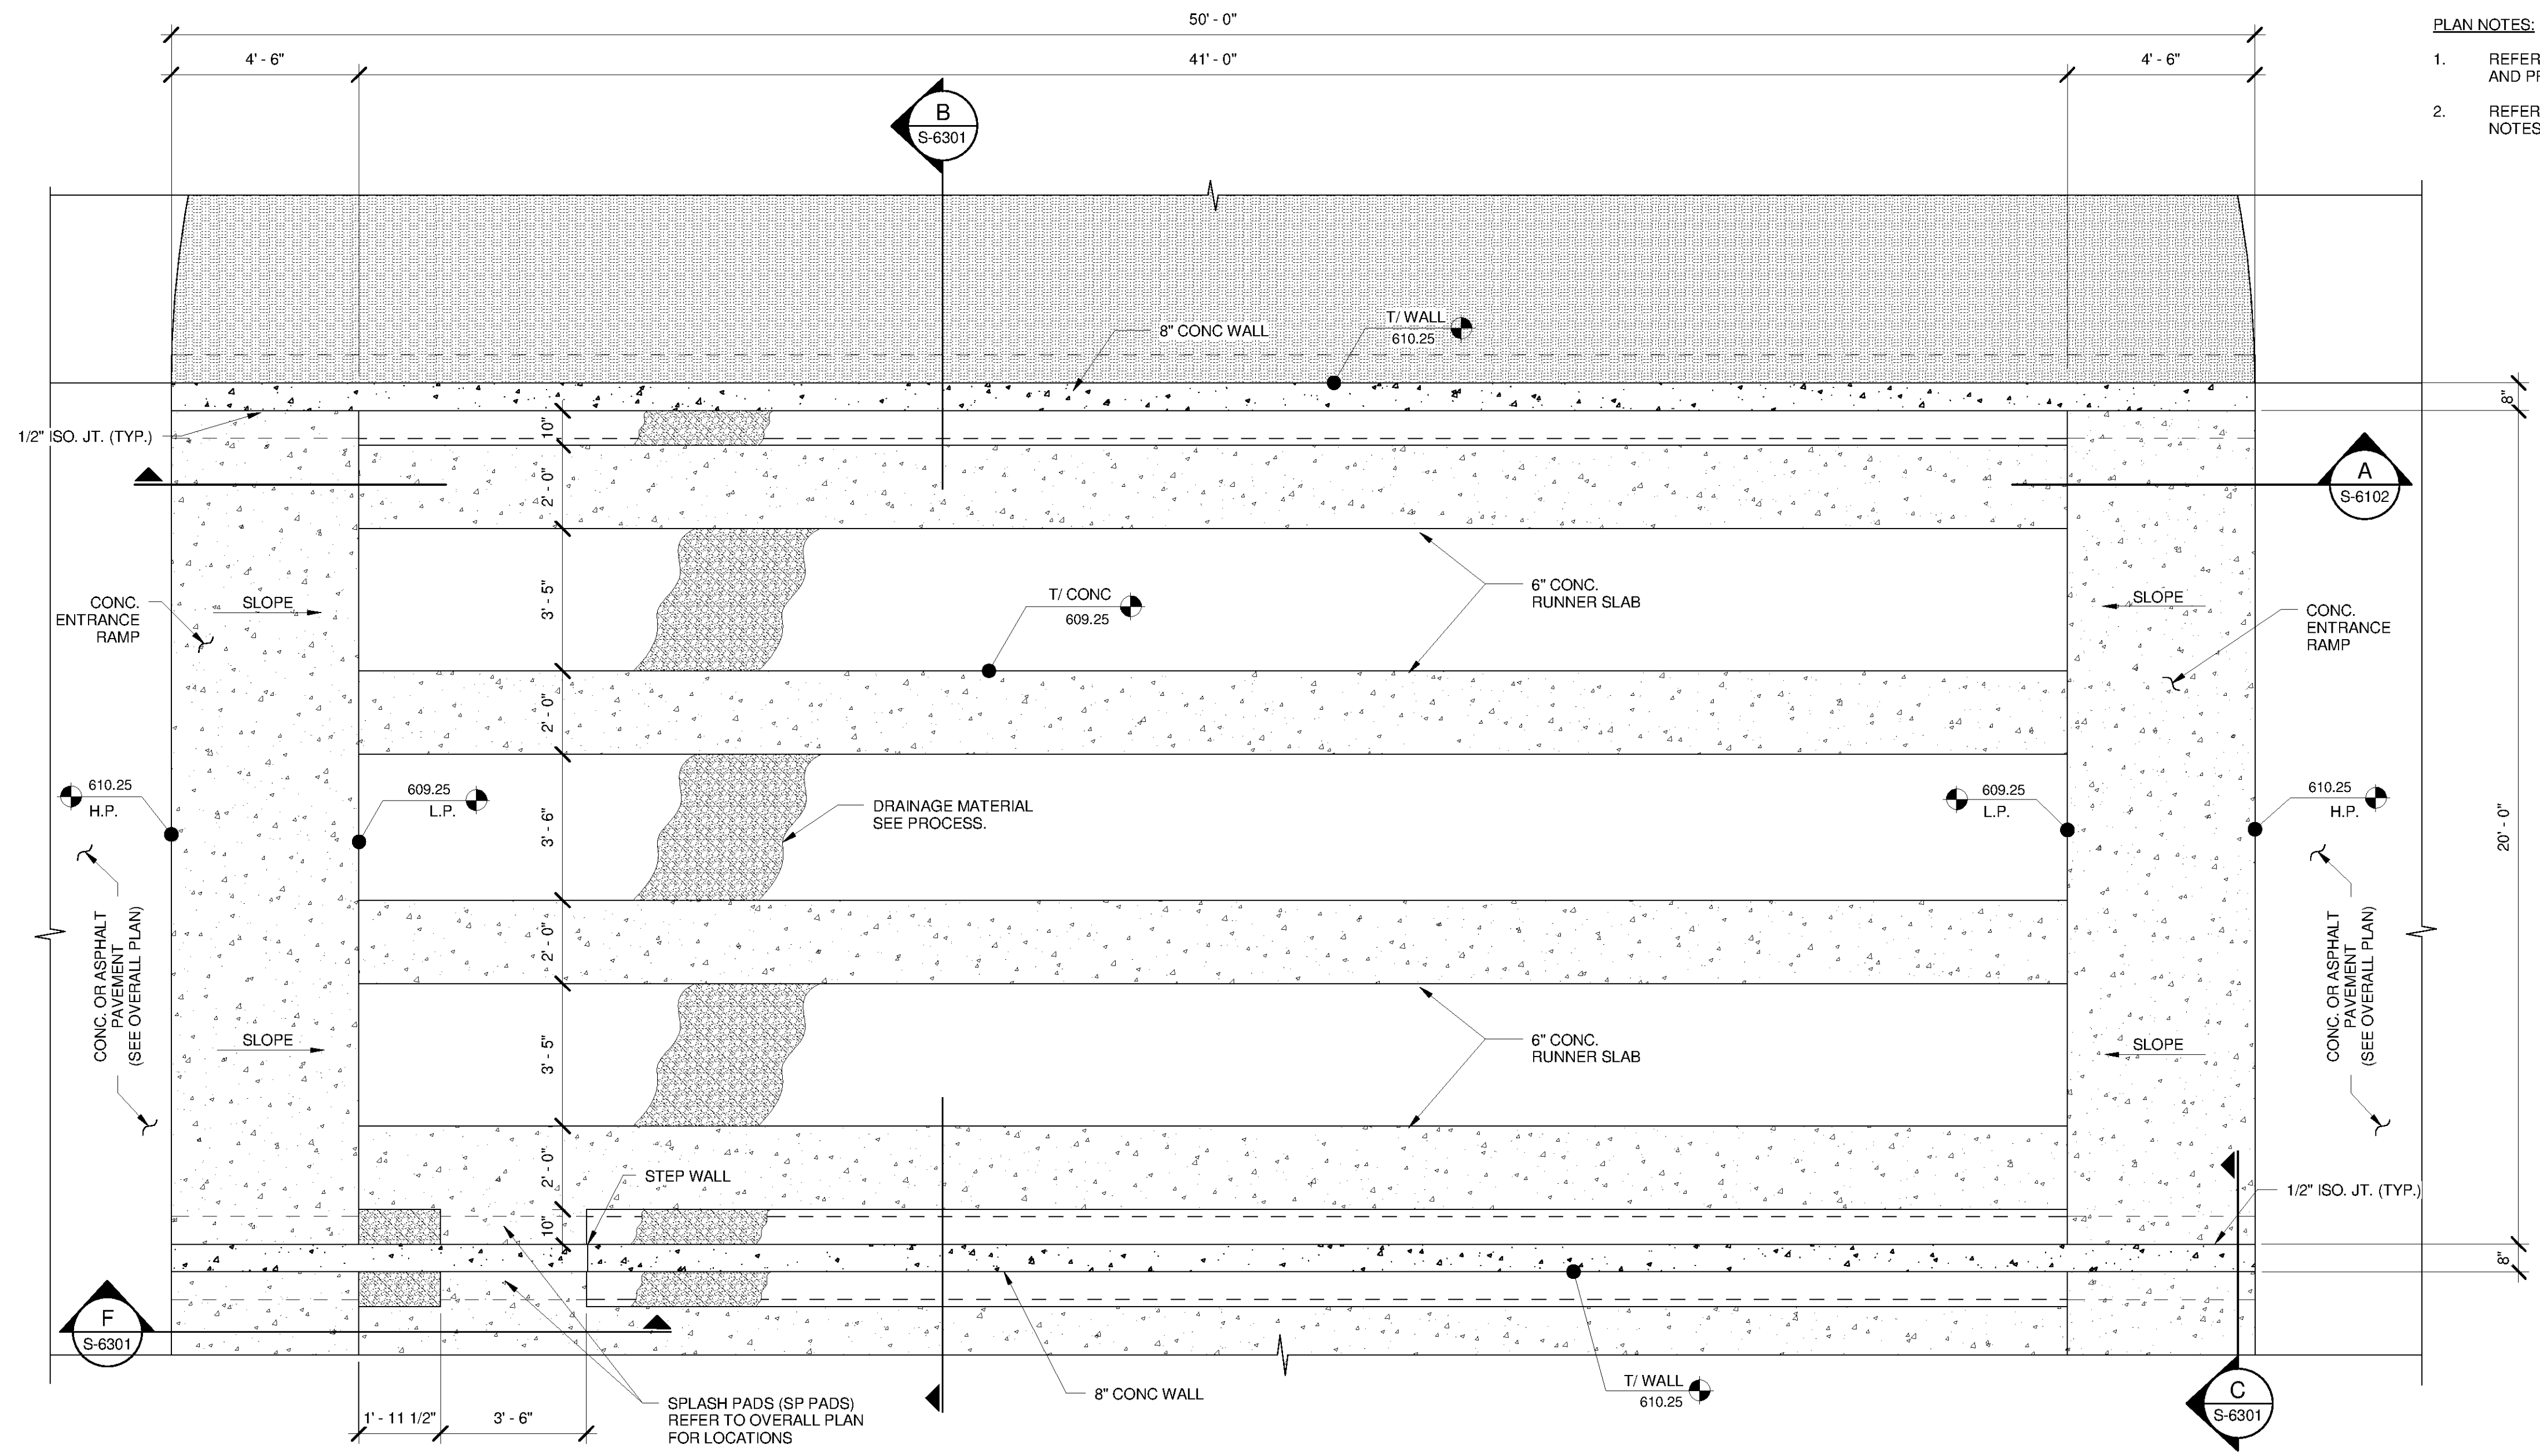 50' - 0"
4' - 6"
41' - 0"
4' - 6"
PLAN NOTES:
1. REFER
AND PR
2. REFER
NOTES
B
S-6301
8" CONC WALL
T/ WALL
610.25
8"
1/2" ISO. JT. (TYP.)
10"
2' - 0"
A
S-6102
3' - 5"
T/ CONC
609.25
6" CONC.
RUNNER SLAB
CONC.
ENTRANCE
RAMP
SLOPE
SLOPE
CONC.
ENTRANCE
RAMP
2' - 0"
610.25
H.P.
609.25
L.P.
3' - 6"
DRAINAGE MATERIAL
SEE PROCESS.
609.25
L.P.
610.25
H.P.
20' - 0"
CONC. OR ASPHALT
PAVEMENT
(SEE OVERALL PLAN)
2' - 0"
CONC. OR ASPHALT
PAVEMENT
(SEE OVERALL PLAN)
SLOPE
3' - 5"
6" CONC.
RUNNER SLAB
SLOPE
2' - 0"
STEP WALL
1/2" ISO. JT. (TYP.)
10"
8"
F
S-6301
SPLASH PADS (SP PADS)
REFER TO OVERALL PLAN
FOR LOCATIONS
8" CONC WALL
T/ WALL
610.25
C
S-6301
1' - 11 1/2"
3' - 6"